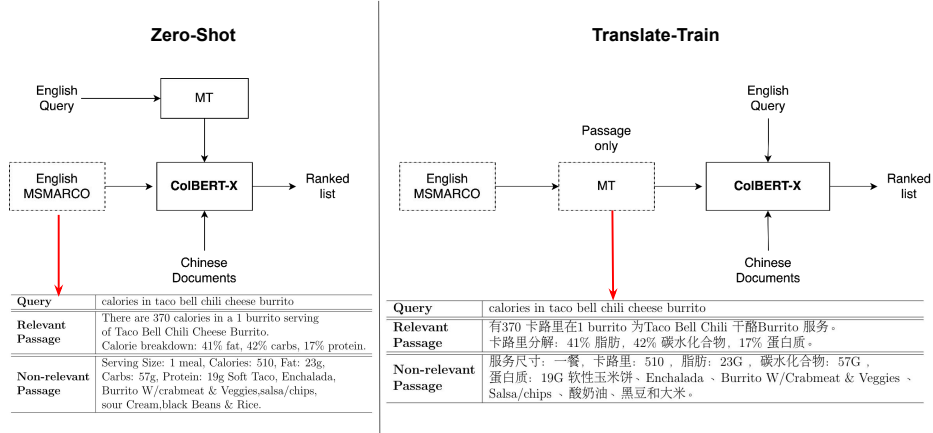 Zero-Shot
English
Query
MT
English
MSMARCO
ColBERT-X
Ranked
list
Chinese
Documents
Query
calories in taco bell chili cheese burrito
Relevant
Passage
There are 370 calories in a 1 burrito serving
of Taco Bell Chili Cheese Burrito.
Calorie breakdown: 41% fat, 42% carbs, 17% protein.
Non-relevant
Passage
Serving Size: 1 meal, Calories: 510, Fat: 23g,
Carbs: 57g, Protein: 19g Soft Taco, Enchalada,
Burrito W/crabmeat & Veggies,salsa/chips,
sour Cream,black Beans & Rice.
Translate-Train
English
Query
Passage
only
English
MSMARCO
MT
ColBERT-X
Ranked
list
Chinese
Documents
Query
calories in taco bell chili cheese burrito
Relevant
Passage
有370 卡路里在1 burrito 为Taco Bell Chili 干酪Burrito 服务。
卡路里分解：41% 脂肪，42% 碳水化合物，17% 蛋白质。
Non-relevant
Passage
服务尺寸：一餐，卡路里：510 ，脂肪：23G ，碳水化合物：57G ，
蛋白质：19G 软性玉米饼、Enchalada 、Burrito W/Crabmeat & Veggies 、
Salsa/chips 、酸奶油、黑豆和大米。